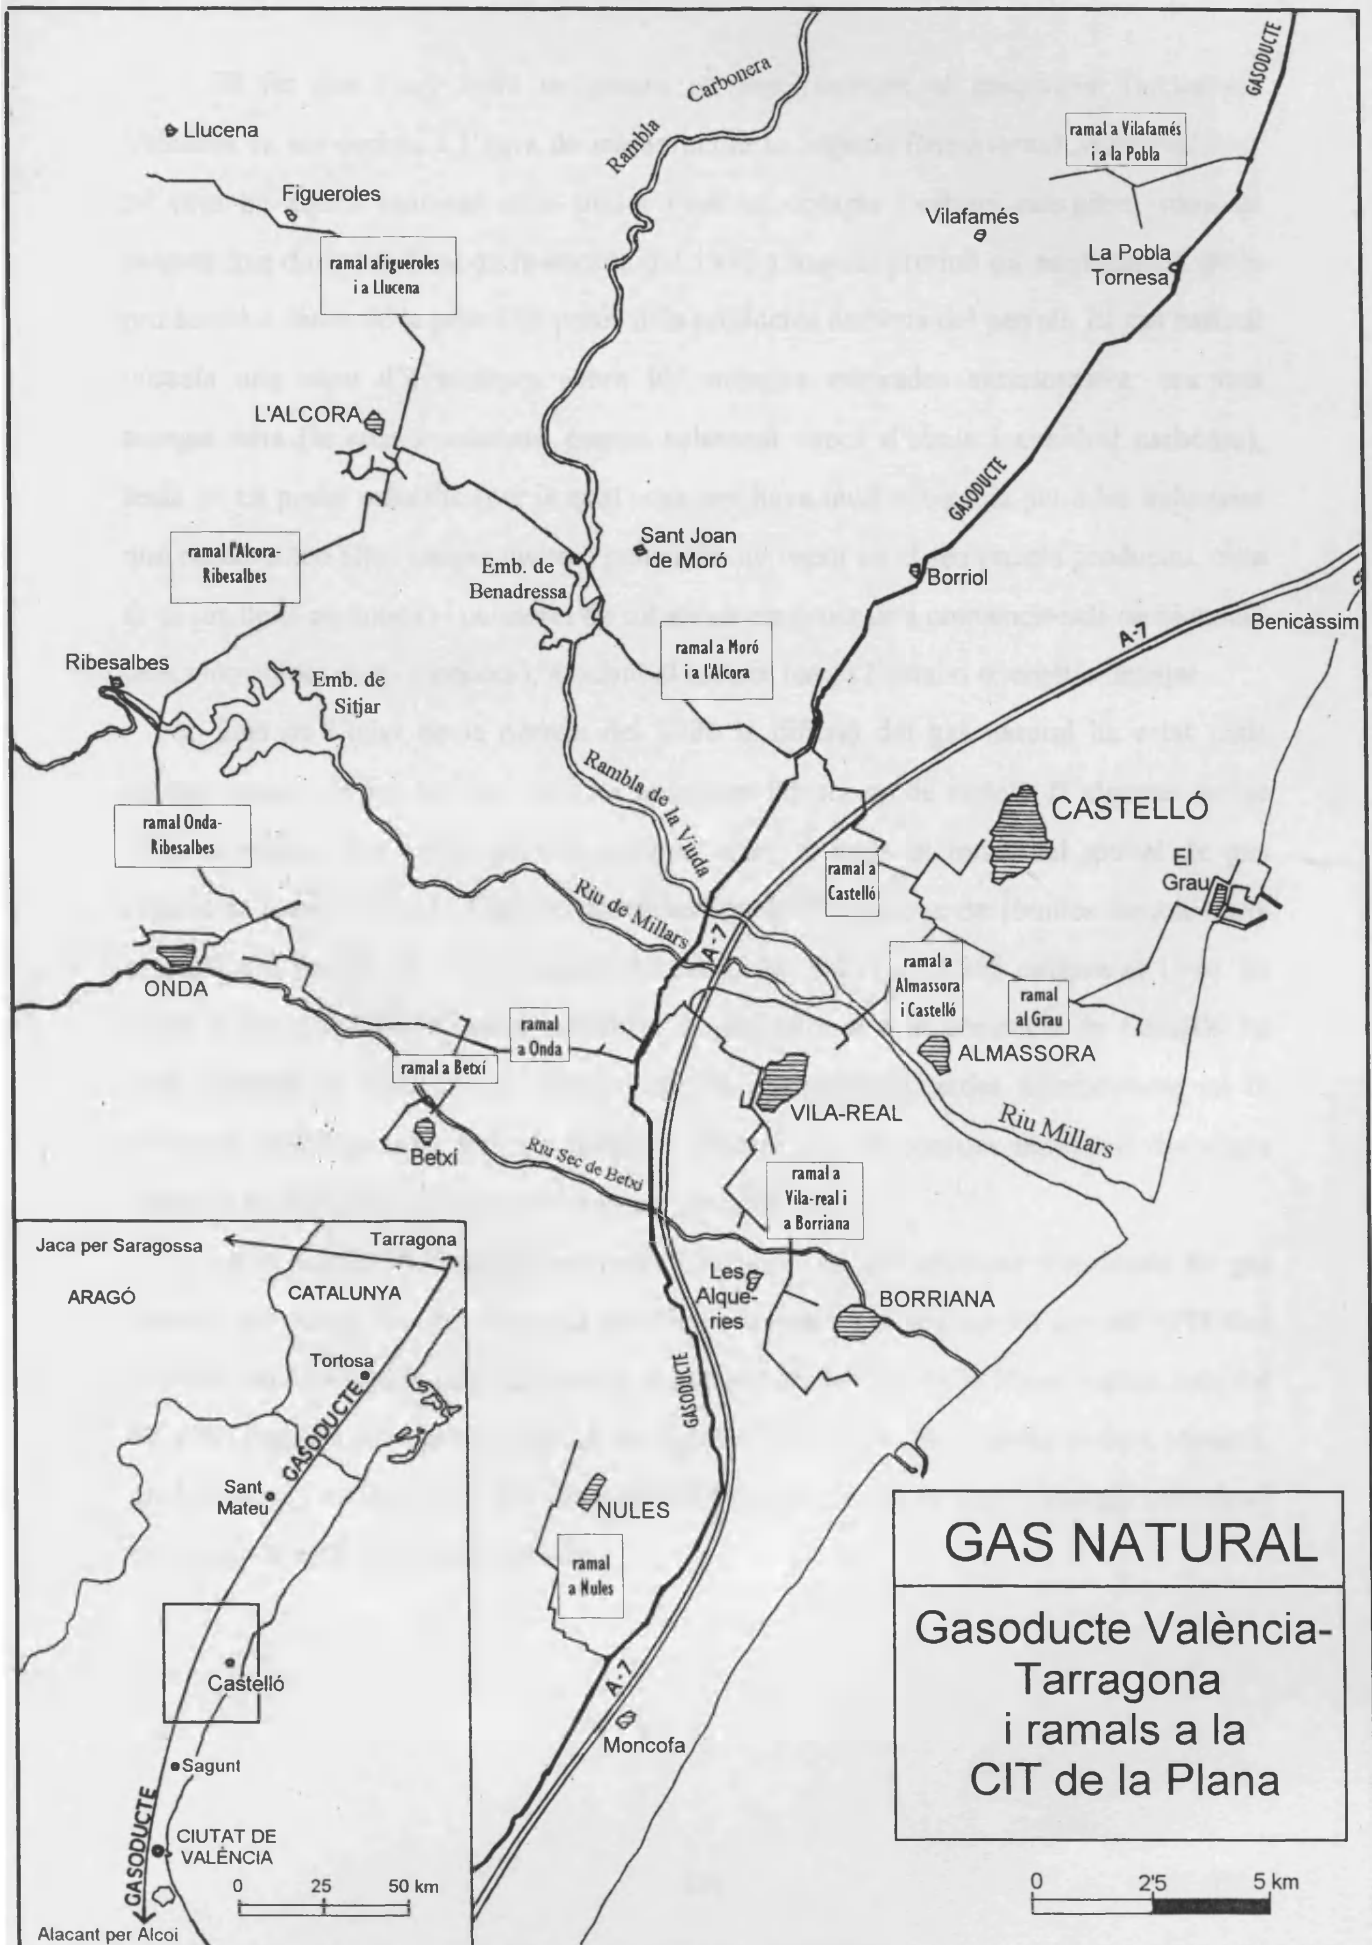 GASODUCTE
Rambla Carbonera
Llucena
ramal a Vilafamés
i a la Pobla
Figueroles
Vilafamés
La Pobla
Tornesa
ramal a Figueroles
i a Llucena
L'ALCORA
GASODUCTE
ramal l'Alcora-
Ribesalbes
Sant Joan
de Moró
Emb. de
Benadressa
Borriol
A-7
Benicàssim
ramal a Moró
i a l'Alcora
Ribesalbes
Emb. de
Sitjar
Rambla de la Viuda
CASTELLÓ
ramal Onda-
Ribesalbes
ramal a
Castelló
El
Grau
Riu de Millars
A-7
ramal a
Almassora
i Castelló
ONDA
ramal
al Grau
ramal
a Onda
ALMASSORA
ramal a Betxí
VILA-REAL
Riu Millars
Betxí
Riu Sec de Betxí
ramal a
Vila-real i
a Borriana
Les
Alque-
ries
BORRIANA
GASODUCTE
NULES
ramal
a Nules
A-7
Moncofa
Jaca per Saragossa
Tarragona
ARAGÓ
CATALUNYA
Tortosa
GASODUCTE
Sant
Mateu
Castelló
Sagunt
GASODUCTE
CIUTAT DE
VALÈNCIA
0 25 50 km
Alacant per Alcoi
GAS NATURAL
Gasoducte València-
Tarragona
i ramals a la
CIT de la Plana
0 2'5 5 km